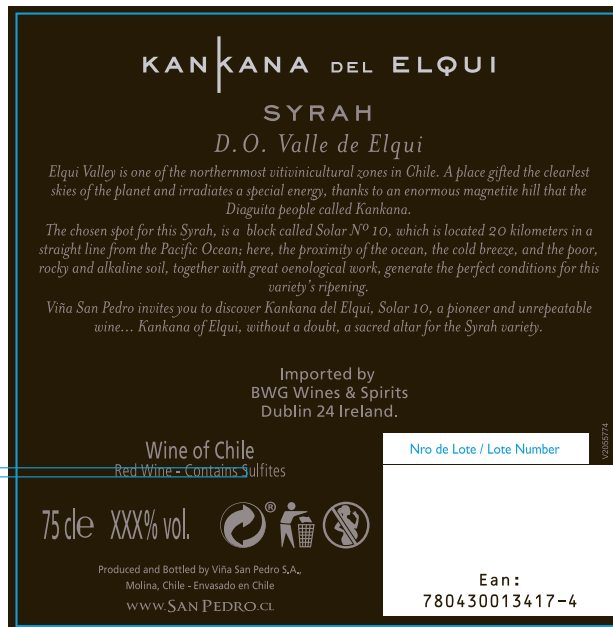 KANKANA DEL ELQUI
SYRAH
D.O. Valle de Elqui
Elqui Valley is one of the northernmost vitivinicultural zones in Chile. A place gifted the clearlest
skies of the planet and irradiates a special energy, thanks to an enormous magnetite hill that the
Diaguita people called Kankana.
The chosen spot for this Syrah, is a block called Solar Nº 10, which is located 20 kilometers in a
straight line from the Pacific Ocean; here, the proximity of the ocean, the cold breeze, and the poor,
rocky and alkaline soil, together with great oenological work, generate the perfect conditions for this
variety's ripening.
Viña San Pedro invites you to discover Kankana del Elqui, Solar 10, a pioneer and unrepeatable
wine... Kankana of Elqui, without a doubt, a sacred altar for the Syrah variety.
Imported by
BWG Wines & Spirits
Dublin 24 Ireland.
Wine of Chile
Red Wine - Contains Sulfites
75 cle XXX% vol.
®
Produced and Bottled by Viña San Pedro S.A.,
Molina, Chile - Envasado en Chile
WWW.SAN PEDRO.CL
Nro de Lote / Lote Number
V2055774
Ean:
780430013417-4